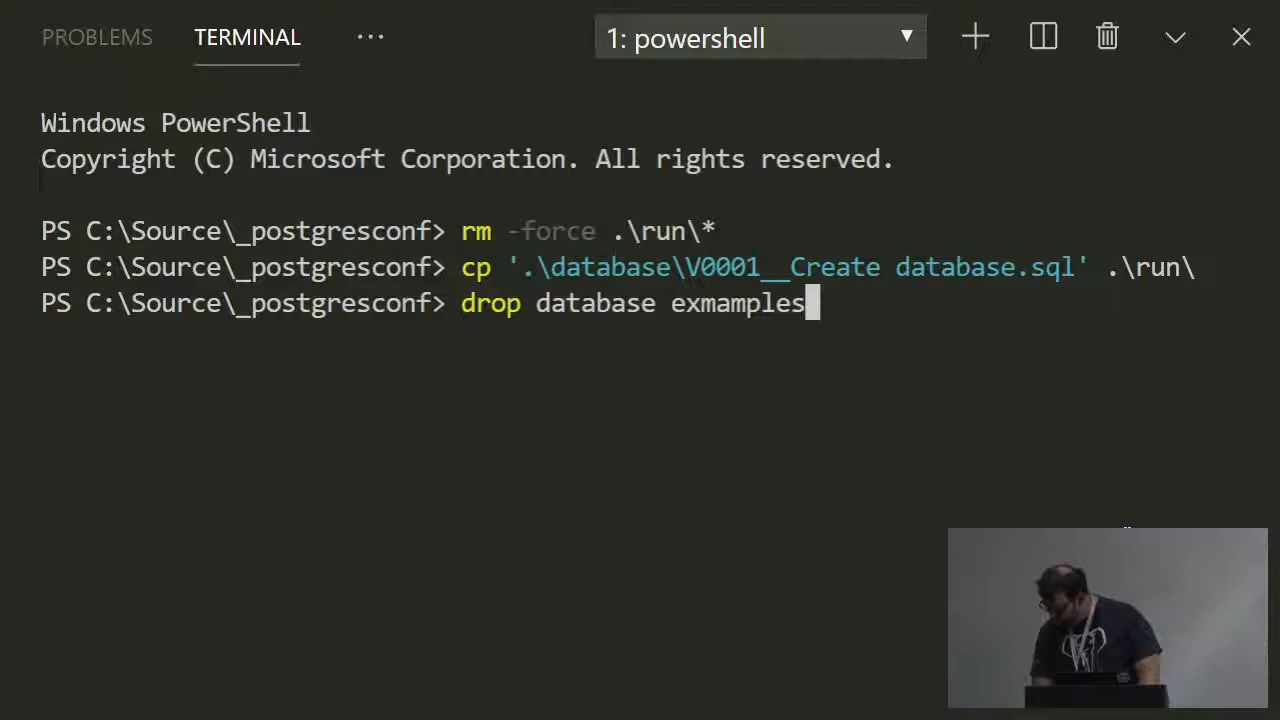 PROBLEMS TERMINAL ··· 1: powershell
Windows PowerShell
Copyright (C) Microsoft Corporation. All rights reserved.
PS C:\Source\_postgresconf> rm -force .\run\*
PS C:\Source\_postgresconf> cp '.\database\V0001__Create database.sql' .\run\
PS C:\Source\_postgresconf> drop database exmamples